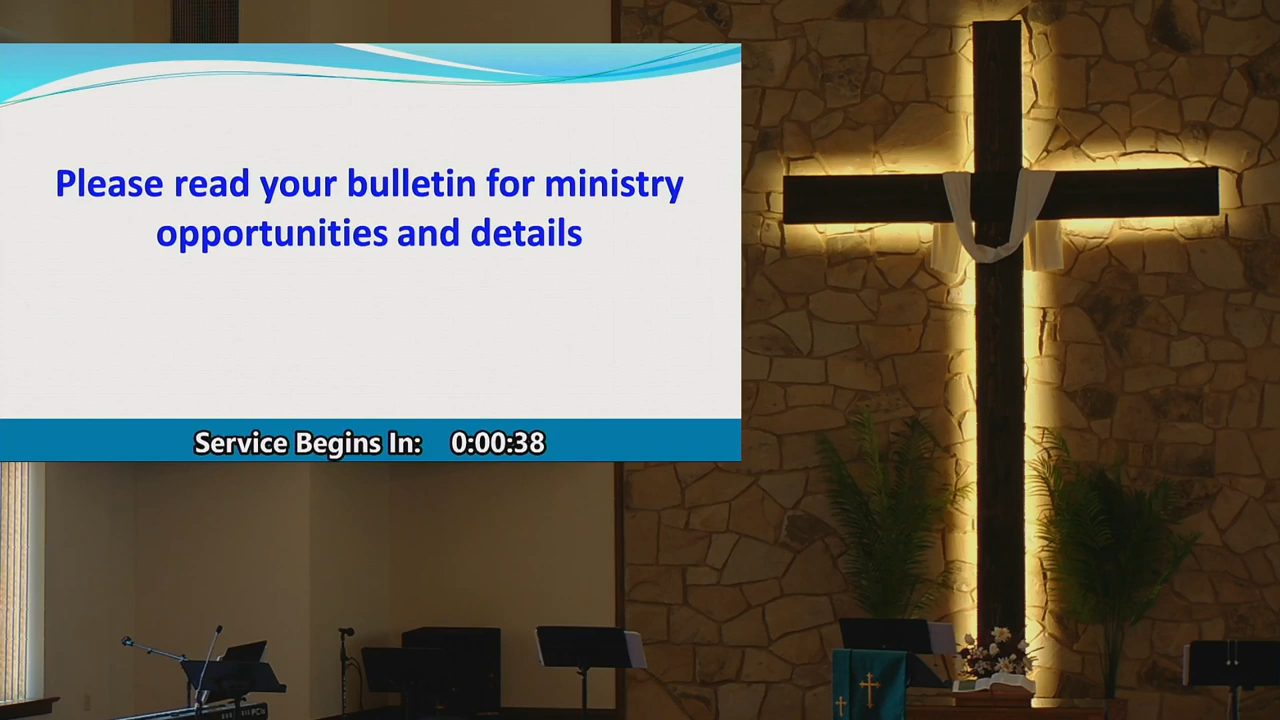 Please read your bulletin for ministry
opportunities and details
Service Begins In: 0:00:38